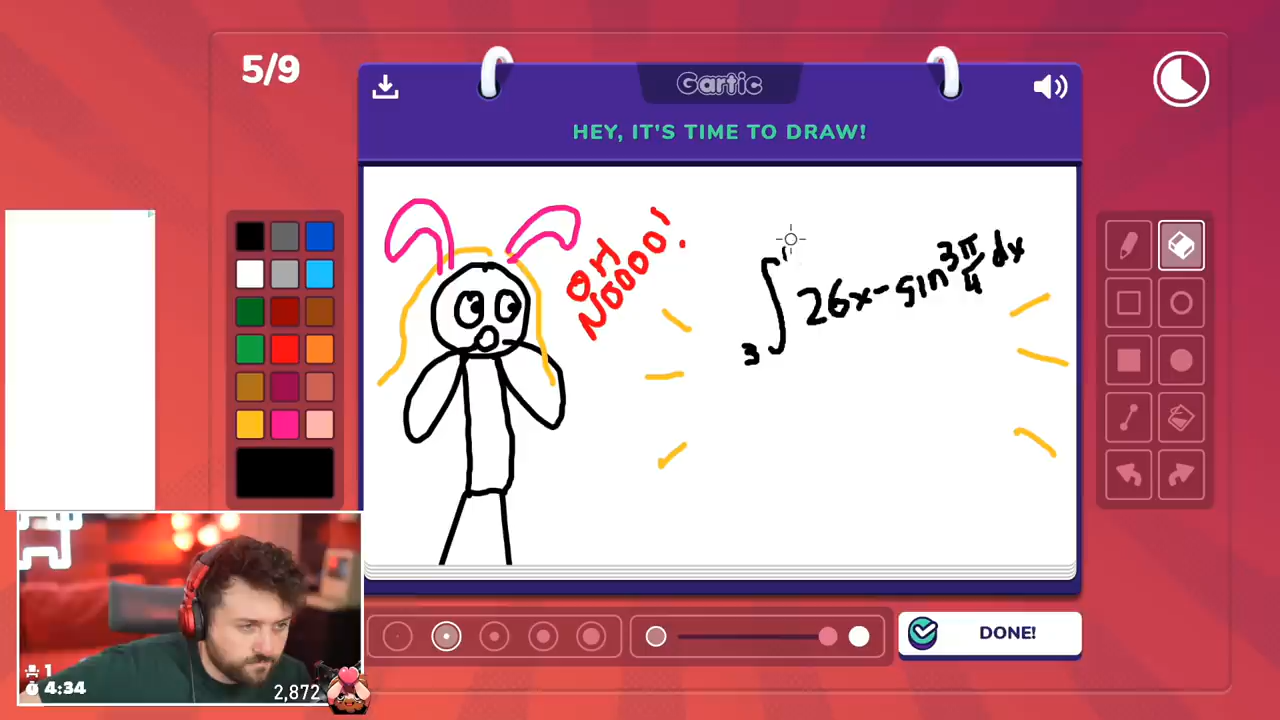 5/9
Gartic
HEY, IT'S TIME TO DRAW!
OH
NOOOO!
∫ 26x-sin^3π/4 dx
3
DONE!
1
4:34
2,872